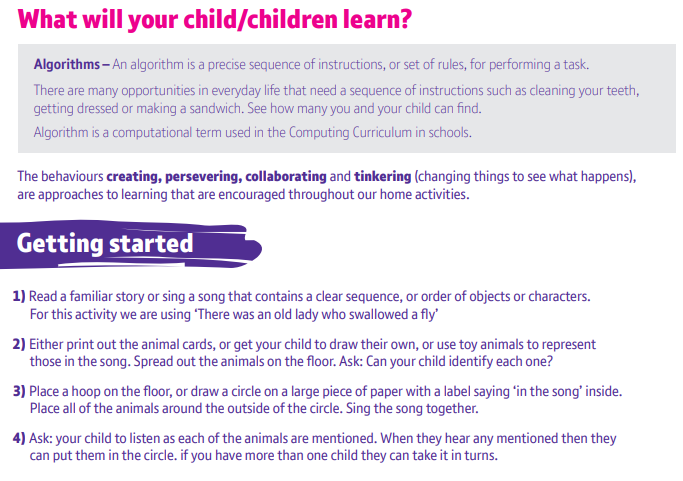 What will your child/children learn?
Algorithms – An algorithm is a precise sequence of instructions, or set of rules, for performing a task.
There are many opportunities in everyday life that need a sequence of instructions such as cleaning your teeth,
getting dressed or making a sandwich. See how many you and your child can find.
Algorithm is a computational term used in the Computing Curriculum in schools.
The behaviours creating, persevering, collaborating and tinkering (changing things to see what happens),
are approaches to learning that are encouraged throughout our home activities.
Getting started
1) Read a familiar story or sing a song that contains a clear sequence, or order of objects or characters.
For this activity we are using ‘There was an old lady who swallowed a fly’
2) Either print out the animal cards, or get your child to draw their own, or use toy animals to represent
those in the song. Spread out the animals on the floor. Ask: Can your child identify each one?
3) Place a hoop on the floor, or draw a circle on a large piece of paper with a label saying ‘in the song’ inside.
Place all of the animals around the outside of the circle. Sing the song together.
4) Ask: your child to listen as each of the animals are mentioned. When they hear any mentioned then they
can put them in the circle. if you have more than one child they can take it in turns.